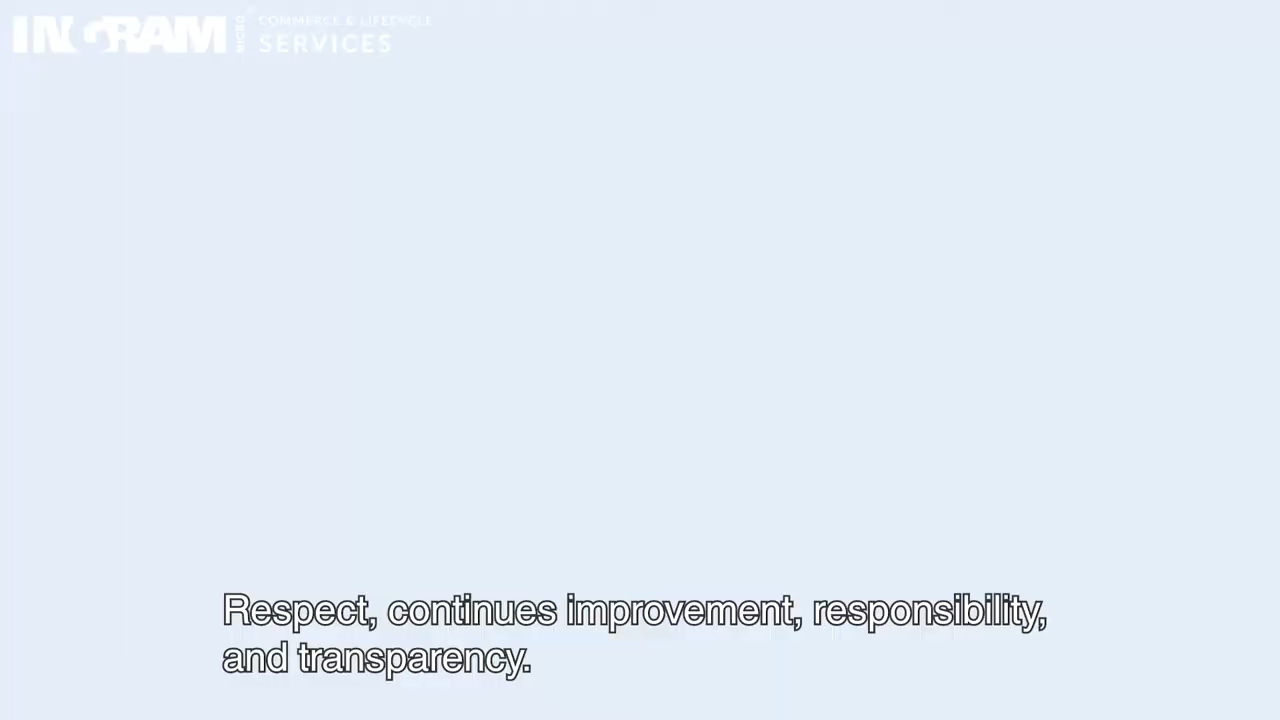 INGRAM MICRO COMMERCE & LIFECYCLE
SERVICES
Respect, continues improvement, responsibility,
and transparency.